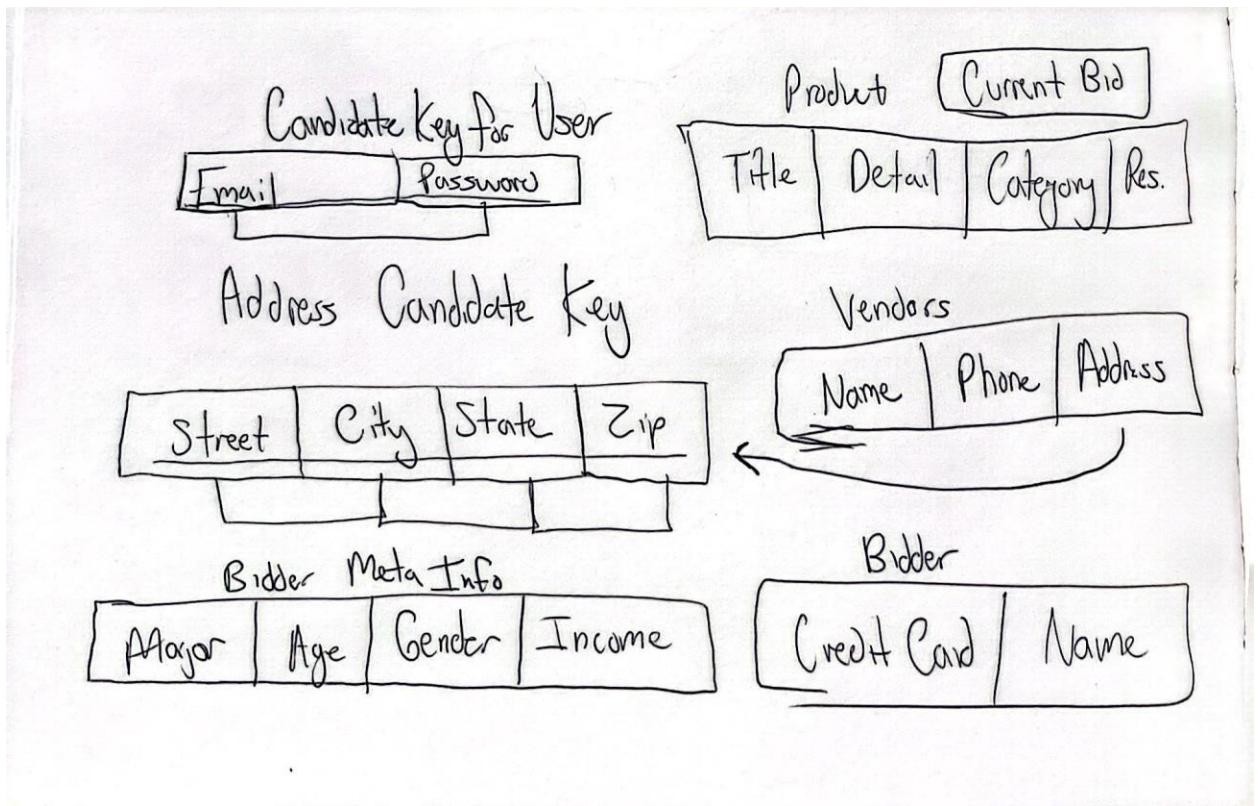 Candidate Key for User
Email Password
Address Candidate Key
Street City State Zip
Bidder Meta Info
Major Age Gender Income
Product Current Bid
Title Detail Category Res.
Vendors
Name Phone Address
Bidder
Credit Card Name